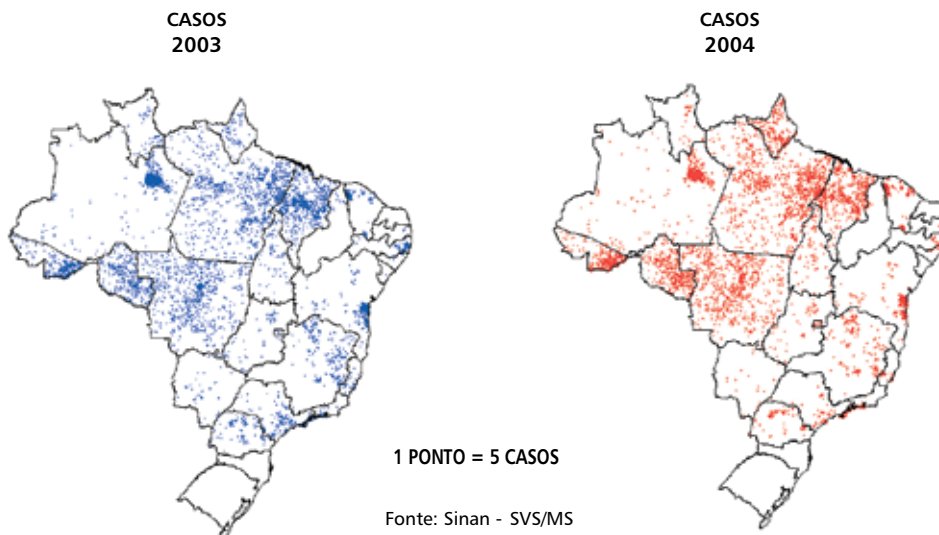 CASOS
2003
CASOS
2004
1 PONTO = 5 CASOS
Fonte: Sinan - SVS/MS